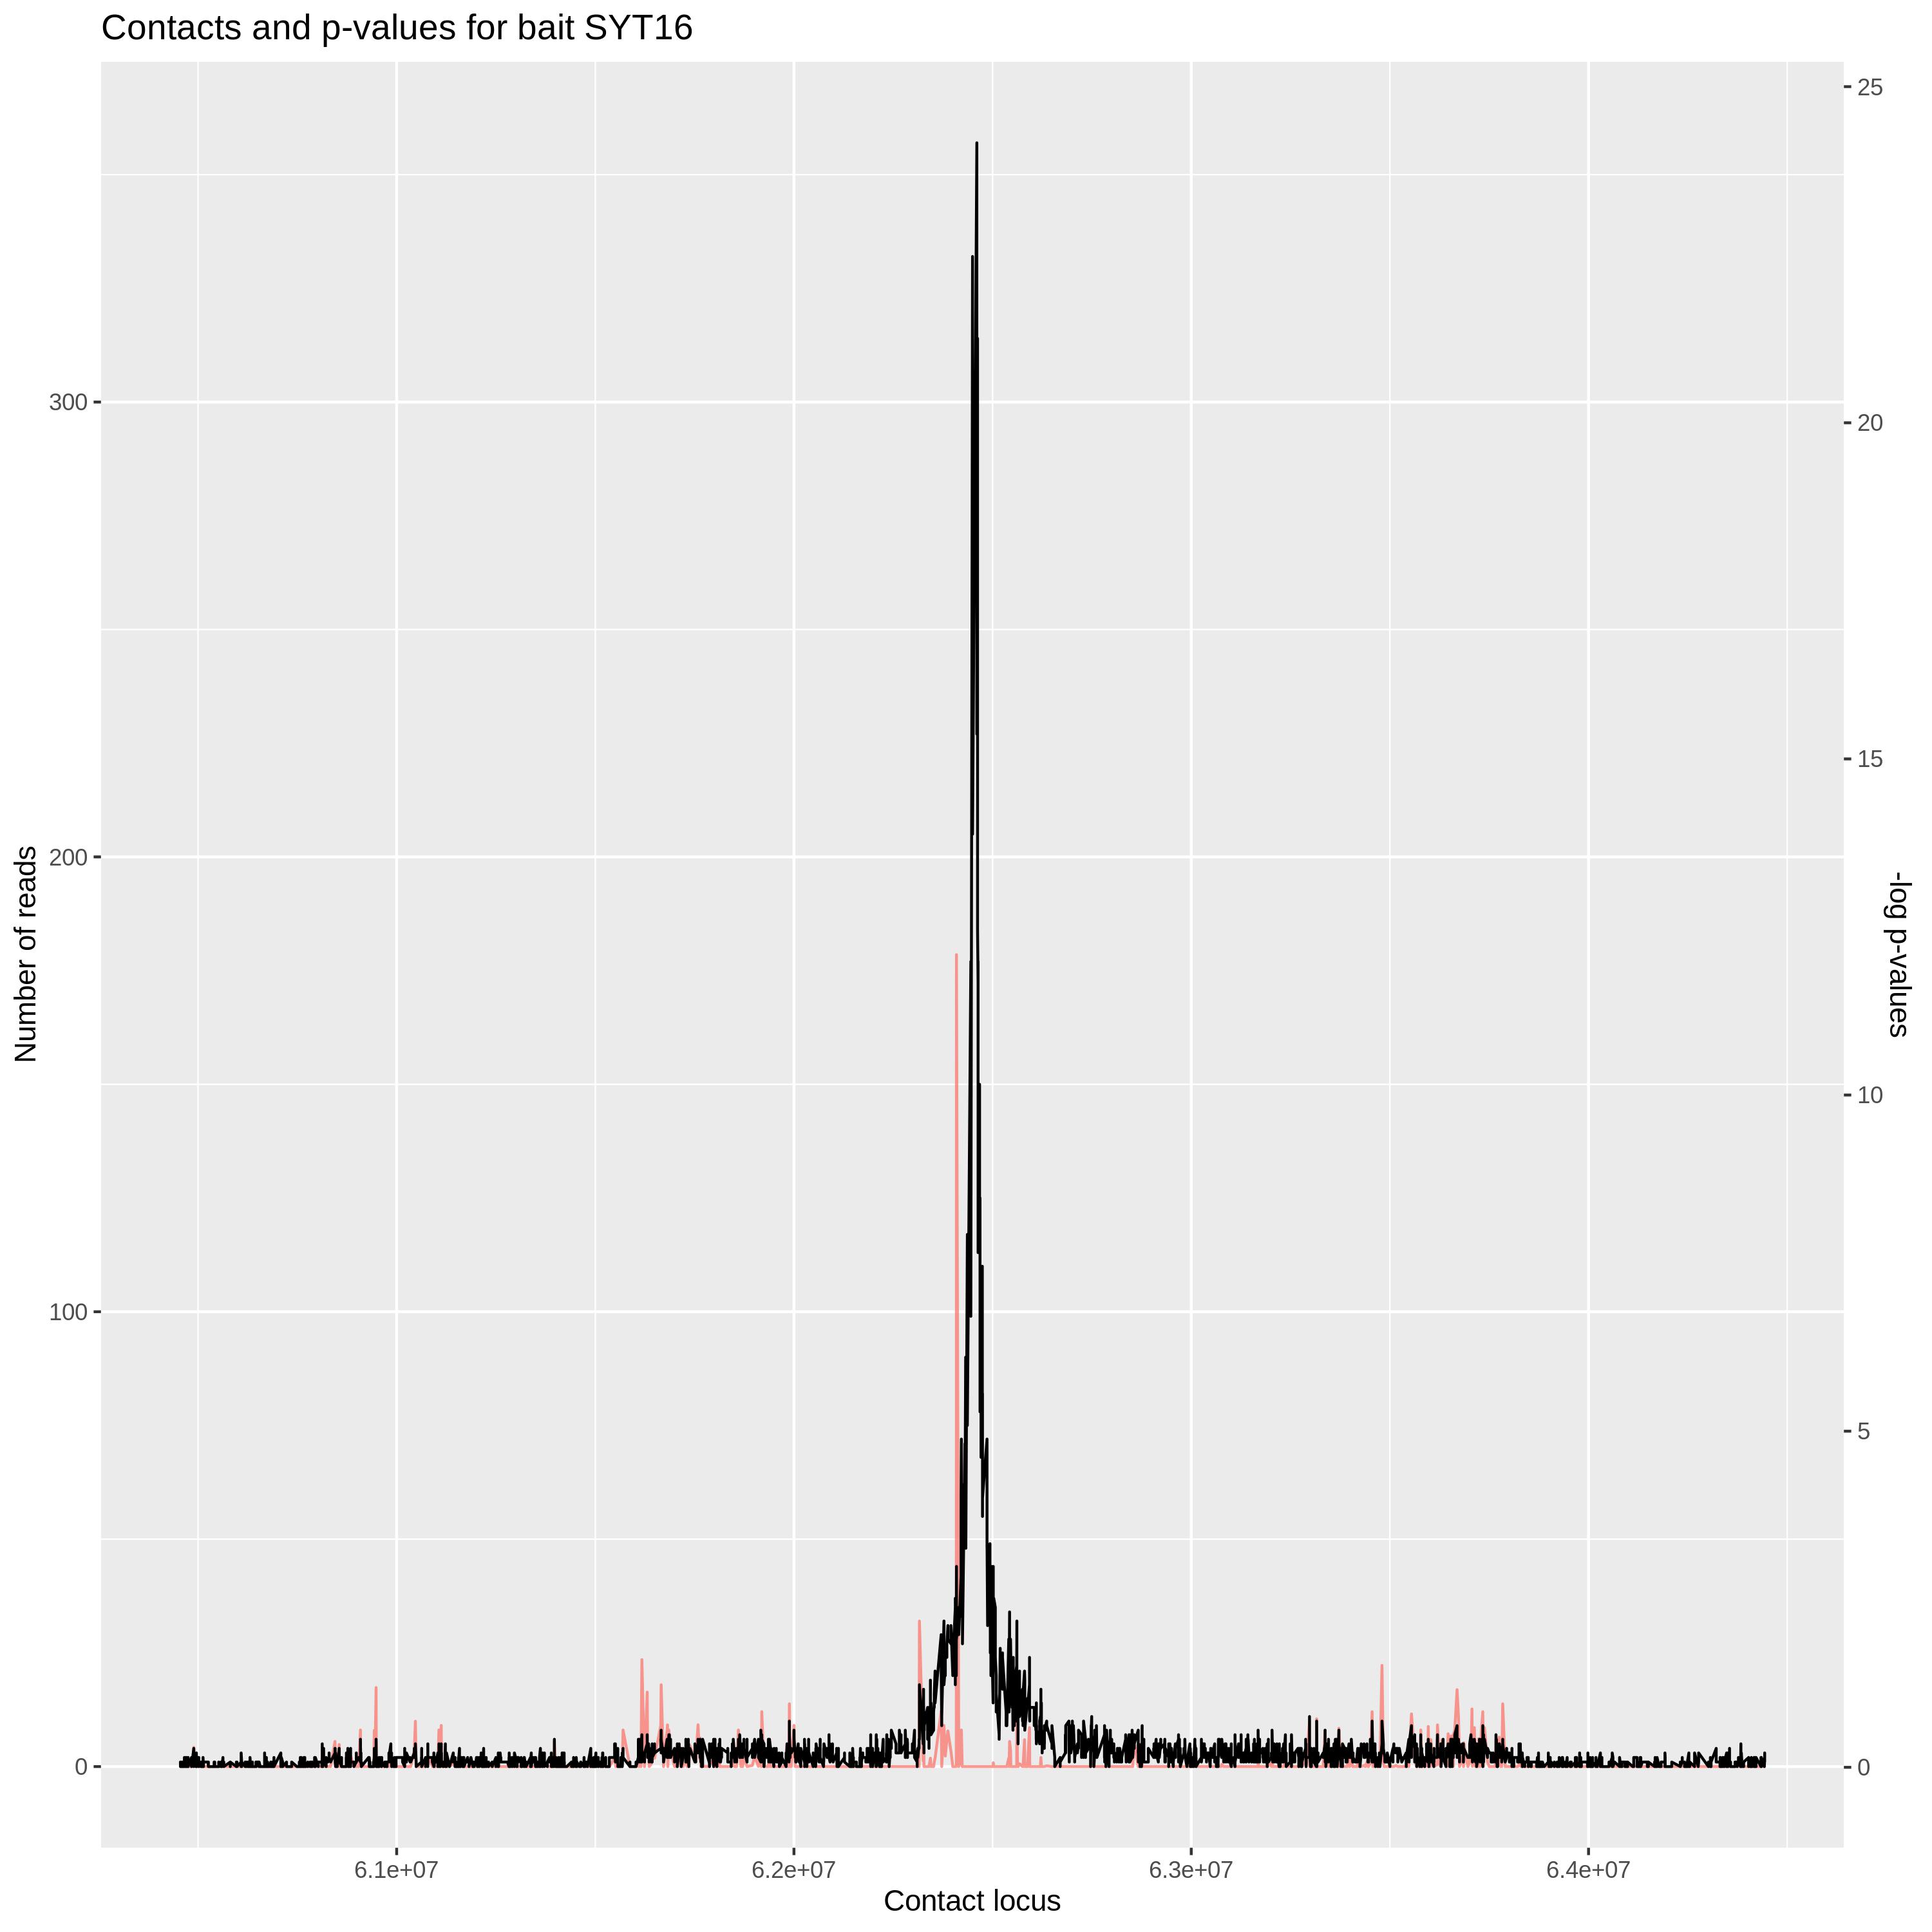 Contacts and p-values for bait SYT16
Number of reads
300
200
100
0
25
20
15
10
5
0
-log p-values
6.1e+07 6.2e+07 6.3e+07 6.4e+07
Contact locus